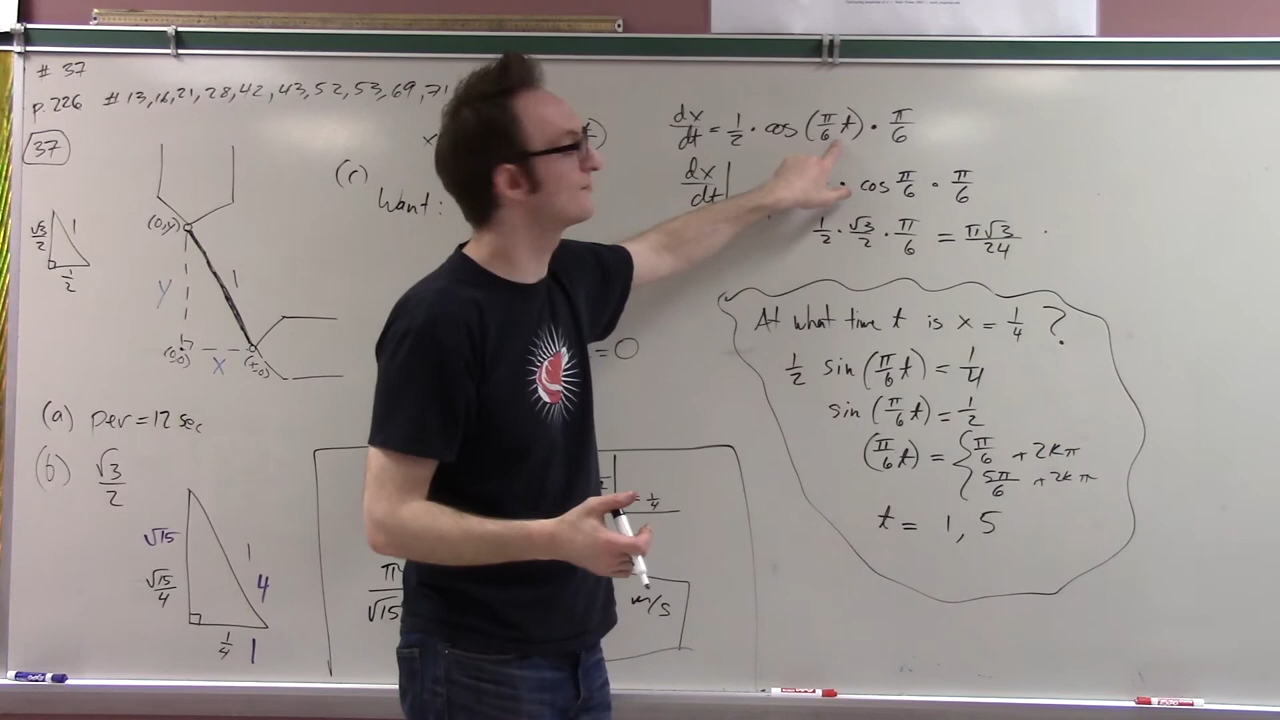 # 37
p. 226 # 13, 16, 21, 28, 42, 43, 52, 53, 69, 71
37
√3/2
1
1/2
(0,y)
1
y
(0,0)
x
(x,0)
(a) per = 12 sec
(b) √3/2
√15
√15/4
1
4
1/4
1
(c)
x
Want:
= 0
π
√15
= 1/4
m/s
dx/dt = 1/2 · cos(π/6 t) · π/6
dx/dt| · cos π/6 · π/6
1/2 · √3/2 · π/6 = π√3/24
At what time t is x = 1/4 ?
1/2 sin(π/6 t) = 1/4
sin(π/6 t) = 1/2
(π/6 t) = { π/6 + 2kπ
5π/6 + 2kπ
t = 1, 5